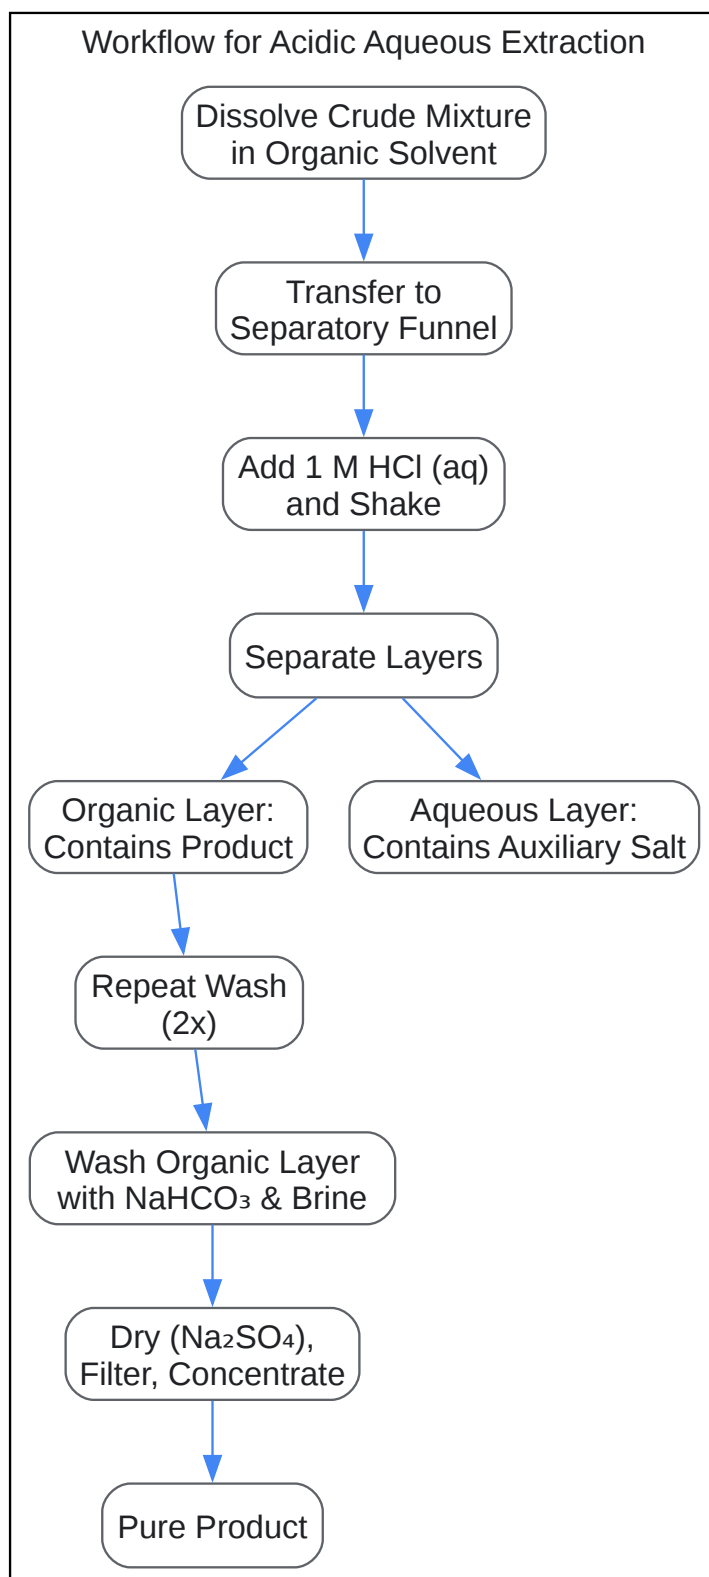 Workflow for Acidic Aqueous Extraction
Dissolve Crude Mixture
in Organic Solvent
Transfer to
Separatory Funnel
Add 1 M HCl (aq)
and Shake
Separate Layers
Organic Layer:
Contains Product
Aqueous Layer:
Contains Auxiliary Salt
Repeat Wash
(2x)
Wash Organic Layer
with NaHCO₃ & Brine
Dry (Na₂SO₄),
Filter, Concentrate
Pure Product